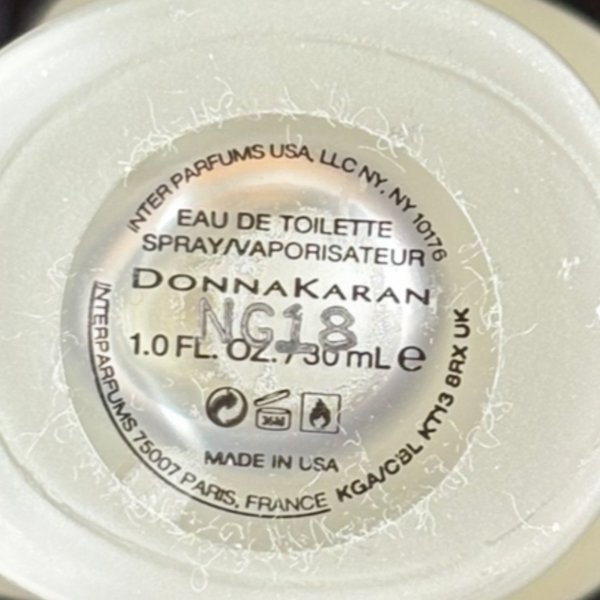 INTER PARFUMS USA, LLC NY, NY 10176
EAU DE TOILETTE
SPRAY/VAPORISATEUR
DONNAKARAN
NG18
1.0 FL. OZ. / 30 mL e
36M
MADE IN USA
INTERPARFUMS 75007 PARIS, FRANCE KGA/CBL KT13 8RX UK